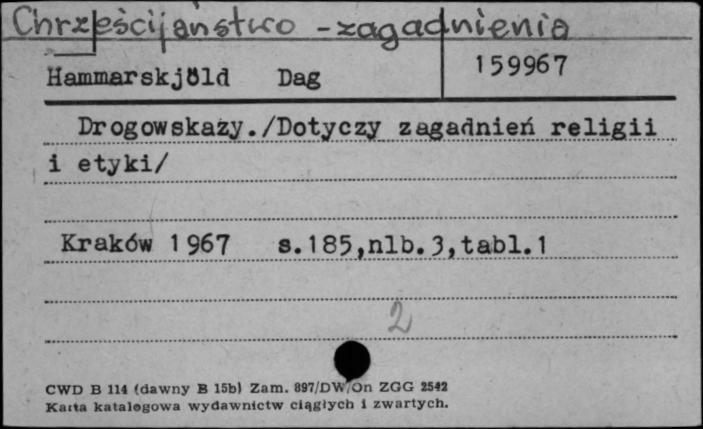 Chrześcijaństwo - zagadnienia
Hammarskjöld Dag 159967
Drogowskazy./Dotyczy zagadnień religii
i etyki/
Kraków 1967 s.185,nlb.3,tabl.1
2
CWD B 114 (dawny B 15b) Zam. 897/DW/On ZGG 2542
Karta katalogowa wydawnictw ciągłych i zwartych.